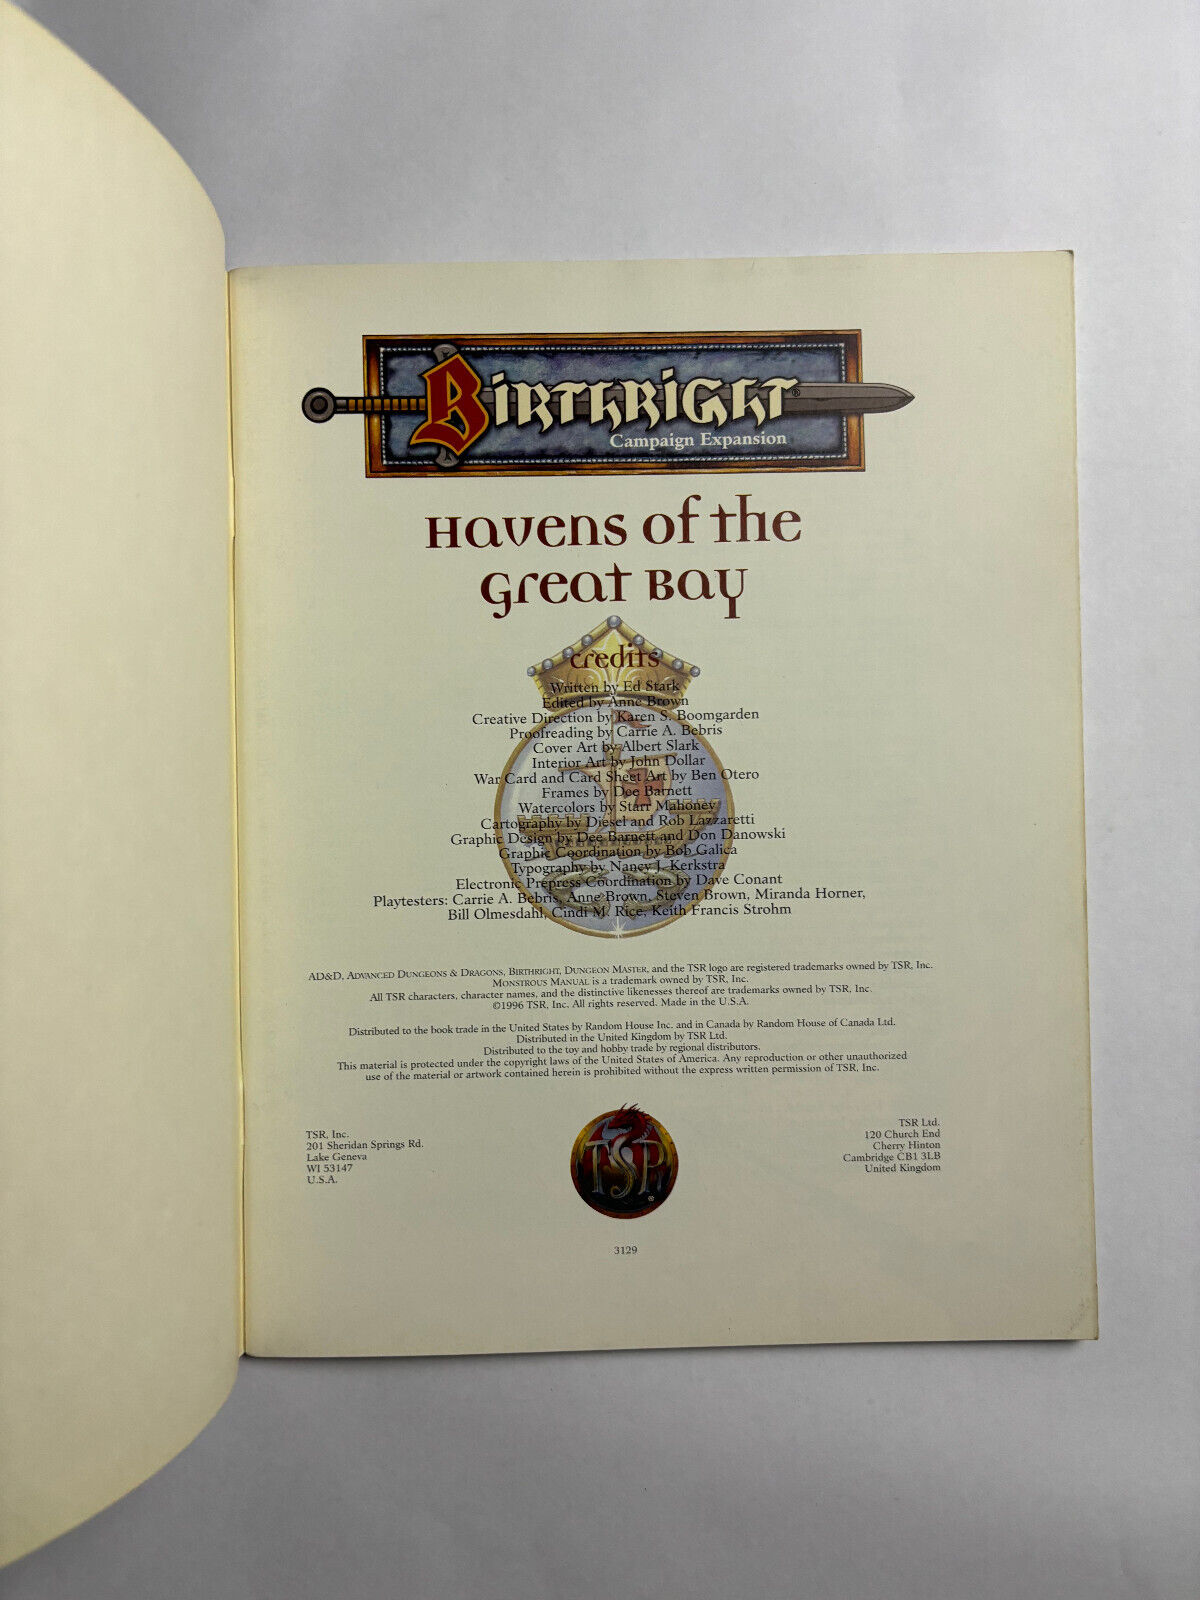 BIRTHRIGHT®
Campaign Expansion
Havens of the
Great Bay
Credits
Written by Ed Stark
Edited by Anne Brown
Creative Direction by Karen S. Boomgarden
Proofreading by Carrie A. Bebris
Cover Art by Albert Slark
Interior Art by John Dollar
War Card and Card Sheet Art by Ben Otero
Frames by Dee Barnett
Watercolors by Starr Mahoney
Cartography by Diesel and Rob Lazzaretti
Graphic Design by Dee Barnett and Don Danowski
Graphic Coordination by Bob Galica
Typography by Nancy J. Kerkstra
Electronic Prepress Coordination by Dave Conant
Playtesters: Carrie A. Bebris, Anne Brown, Steven Brown, Miranda Horner,
Bill Olmesdahl, Cindi M. Rice, Keith Francis Strohm
AD&D, ADVANCED DUNGEONS & DRAGONS, BIRTHRIGHT, DUNGEON MASTER, and the TSR logo are registered trademarks owned by TSR, Inc.
MONSTROUS MANUAL is a trademark owned by TSR, Inc.
All TSR characters, character names, and the distinctive likenesses thereof are trademarks owned by TSR, Inc.
©1996 TSR, Inc. All rights reserved. Made in the U.S.A.
Distributed to the book trade in the United States by Random House Inc. and in Canada by Random House of Canada Ltd.
Distributed in the United Kingdom by TSR Ltd.
Distributed to the toy and hobby trade by regional distributors.
This material is protected under the copyright laws of the United States of America. Any reproduction or other unauthorized
use of the material or artwork contained herein is prohibited without the express written permission of TSR, Inc.
TSR, Inc.
201 Sheridan Springs Rd.
Lake Geneva
WI 53147
U.S.A.
TSR®
TSR Ltd.
120 Church End
Cherry Hinton
Cambridge CB1 3LB
United Kingdom
3129